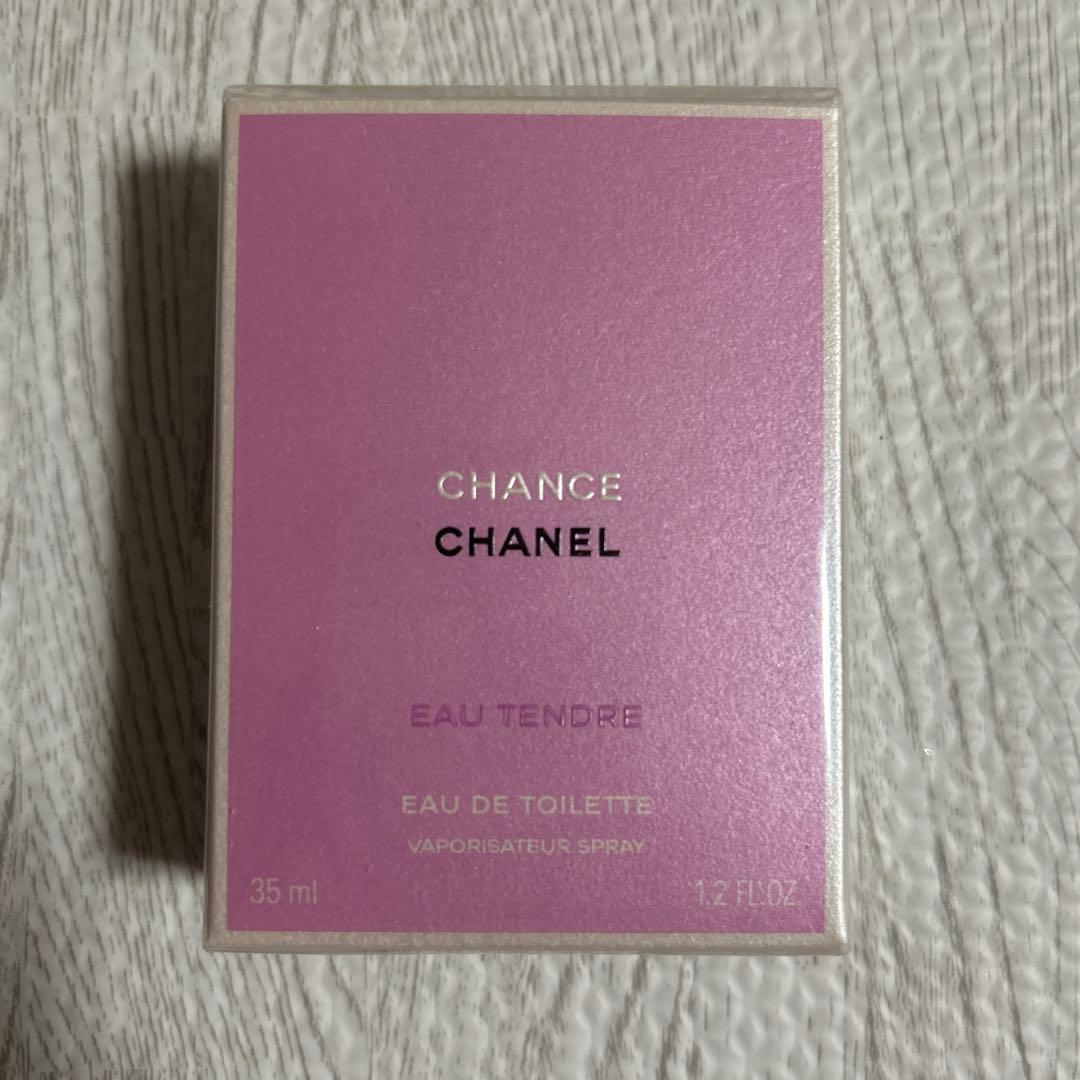 CHANCE
CHANEL
EAU TENDRE
EAU DE TOILETTE
VAPORISATEUR SPRAY
35 ml 1.2 FL.OZ